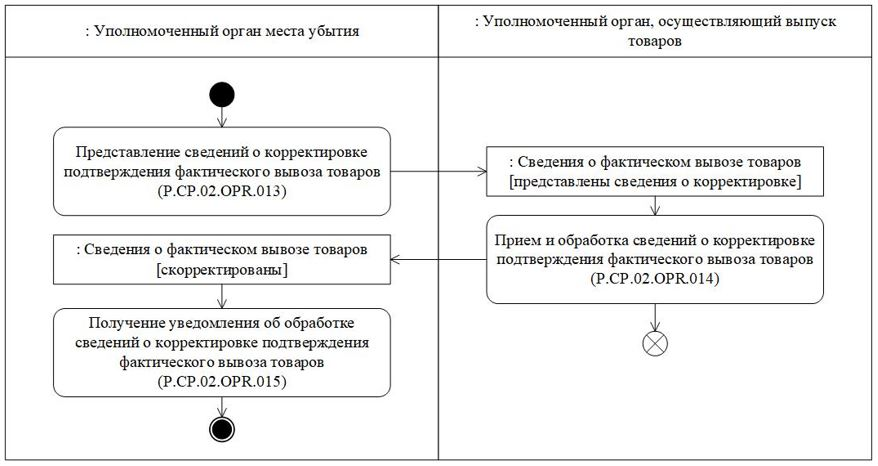 : Уполномоченный орган места убытия
: Уполномоченный орган, осуществляющий выпуск
товаров
Представление сведений о корректировке
подтверждения фактического вывоза товаров
(P.CP.02.OPR.013)
: Сведения о фактическом вывозе товаров
[представлены сведения о корректировке]
Прием и обработка сведений о корректировке
подтверждения фактического вывоза товаров
(P.CP.02.OPR.014)
: Сведения о фактическом вывозе товаров
[скорректированы]
Получение уведомления об обработке
сведений о корректировке подтверждения
фактического вывоза товаров
(P.CP.02.OPR.015)